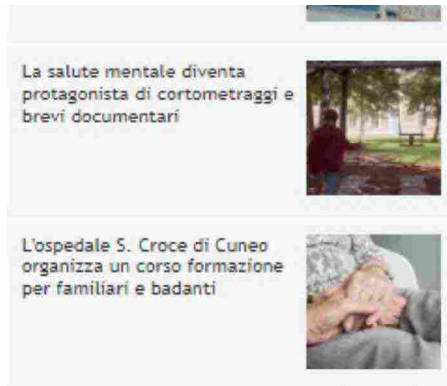 La salute mentale diventa
protagonista di cortometraggi e
brevi documentari
L'ospedale S. Croce di Cuneo
organizza un corso formazione
per familiari e badanti